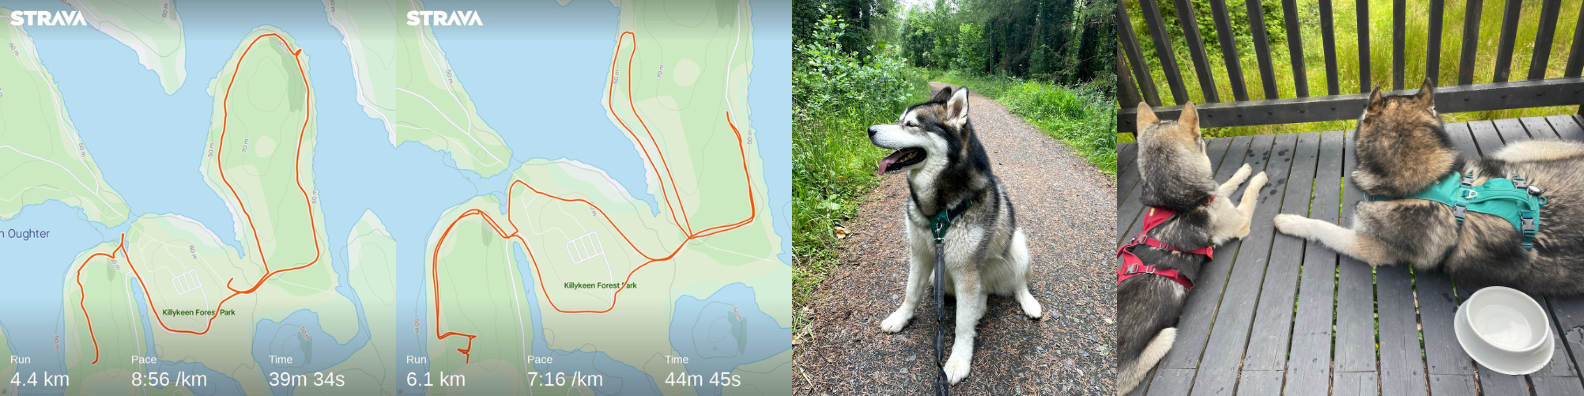 STRAVA
n Oughter
Killykeen Forest Park
Run
Pace
Time
4.4 km
8:56 /km
39m 34s
STRAVA
Killykeen Forest Park
Run
Pace
Time
6.1 km
7:16 /km
44m 45s